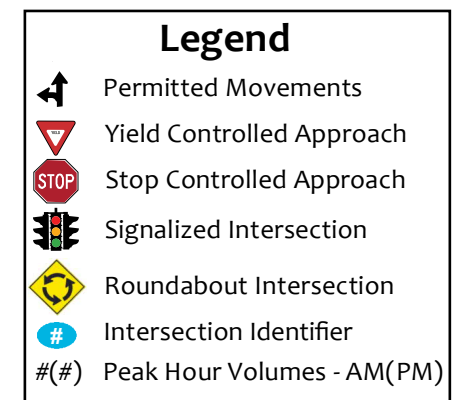 Legend
Permitted Movements
YIELD Yield Controlled Approach
STOP Stop Controlled Approach
Signalized Intersection
Roundabout Intersection
# Intersection Identifier
#(#) Peak Hour Volumes - AM(PM)